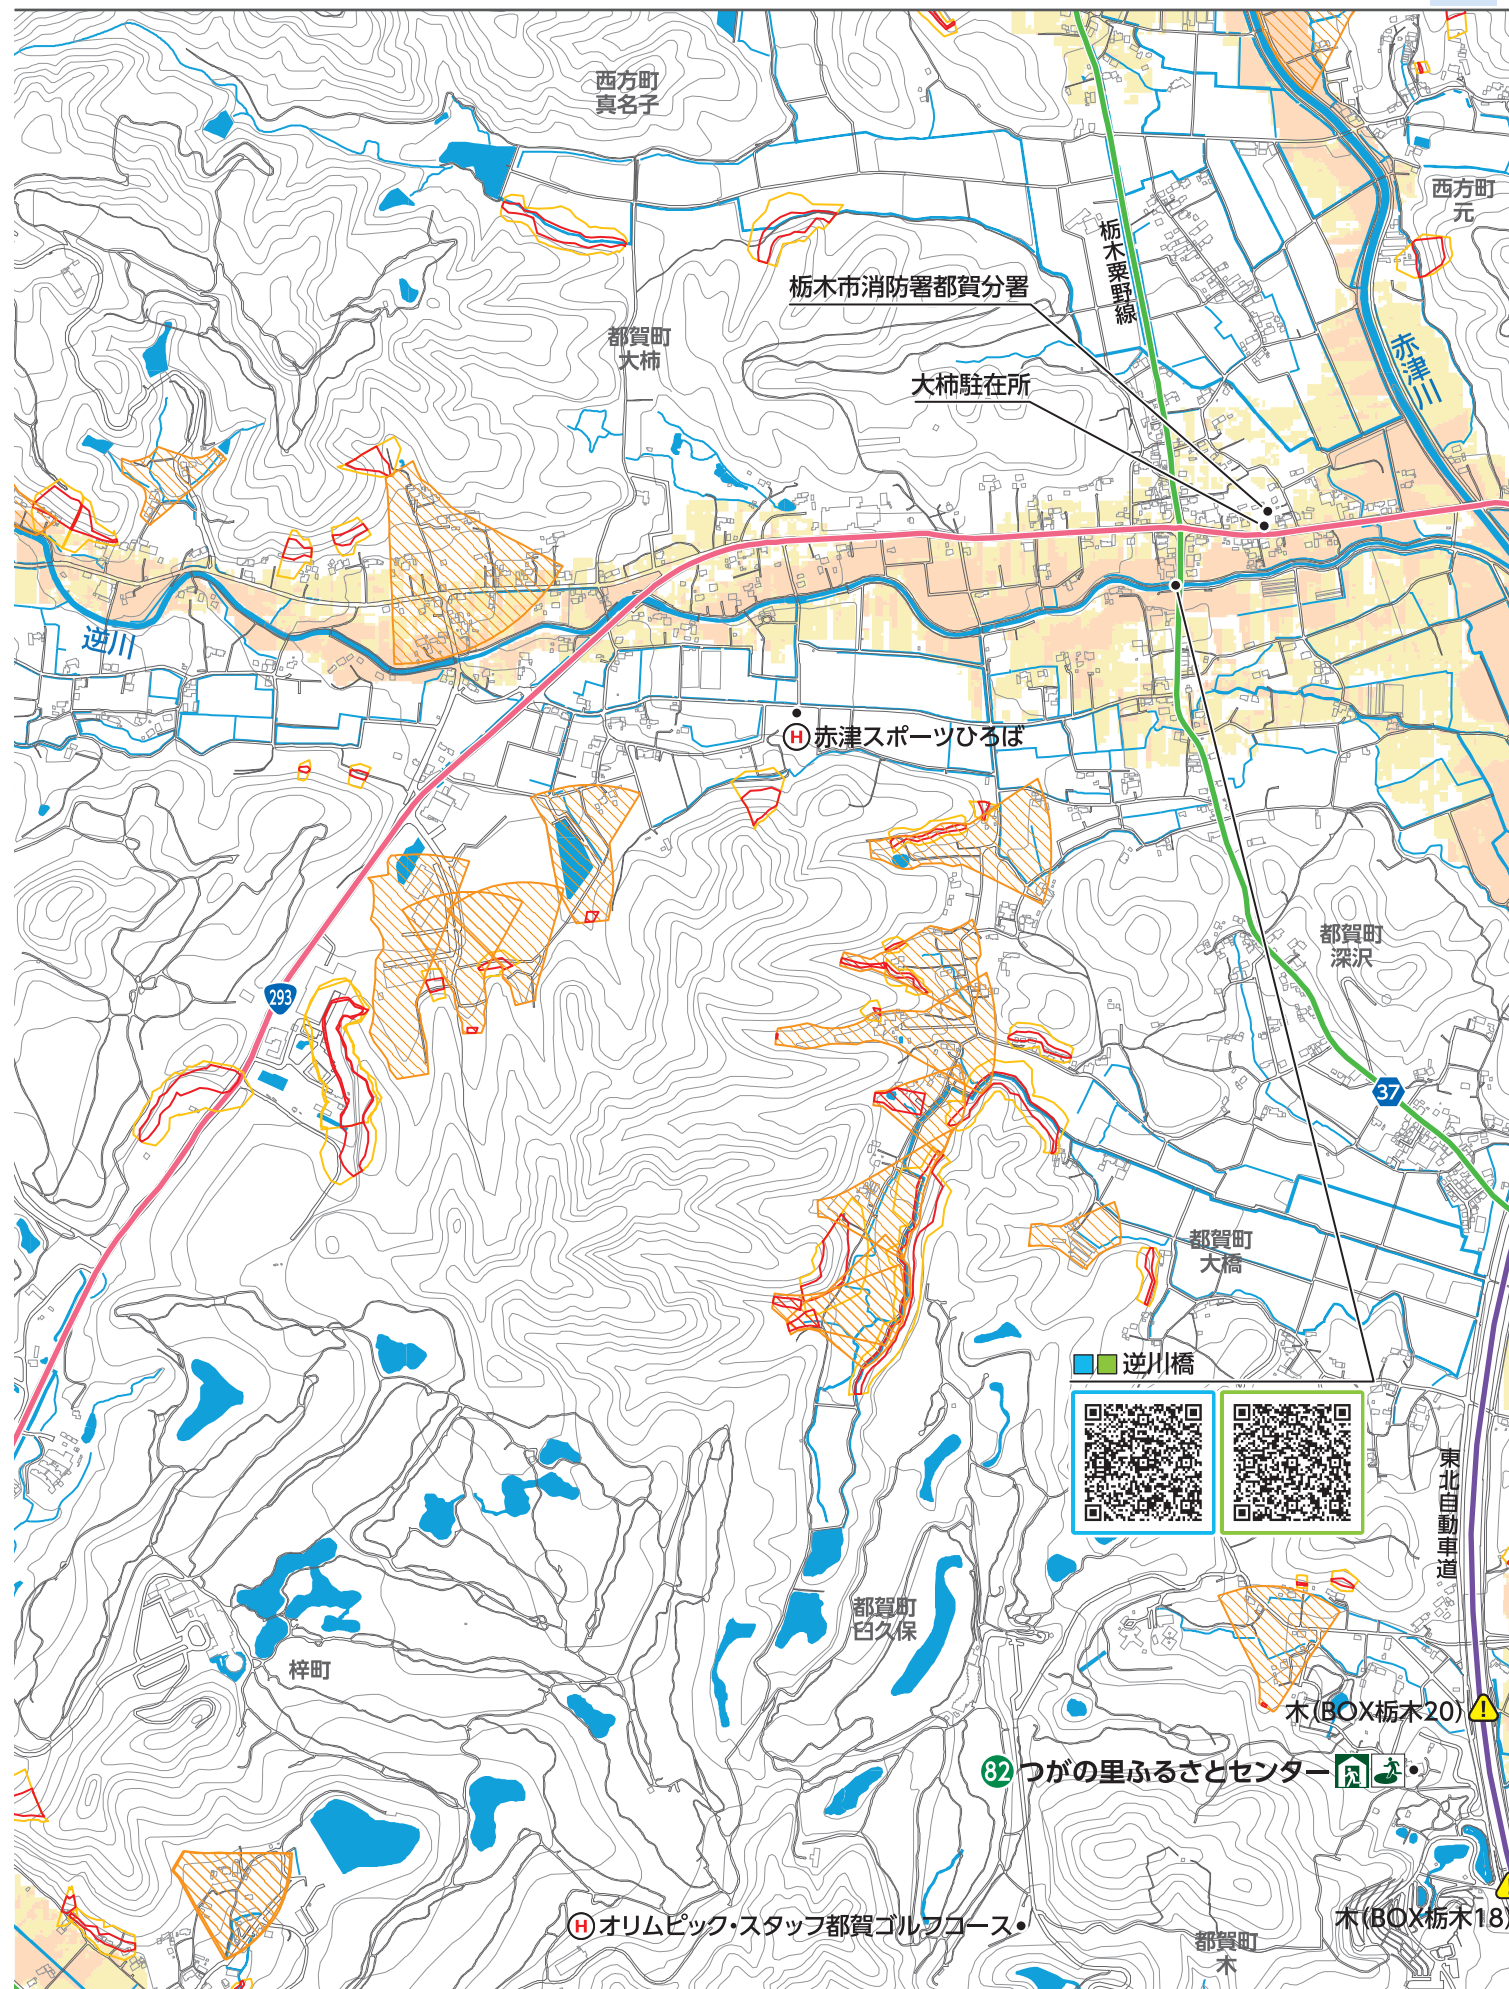 西方町
真名子
西方町
元
栃木粟野線
栃木市消防署都賀分署
赤津川
都賀町
大柿
大柿駐在所
逆川
H 赤津スポーツひろば
都賀町
深沢
293
37
都賀町
大橋
逆川橋
東北自動車道
都賀町
臼久保
梓町
木(BOX栃木20)
82 つがの里ふるさとセンター
木(BOX栃木18)
H オリムピック・スタッフ都賀ゴルフコース
都賀町
木